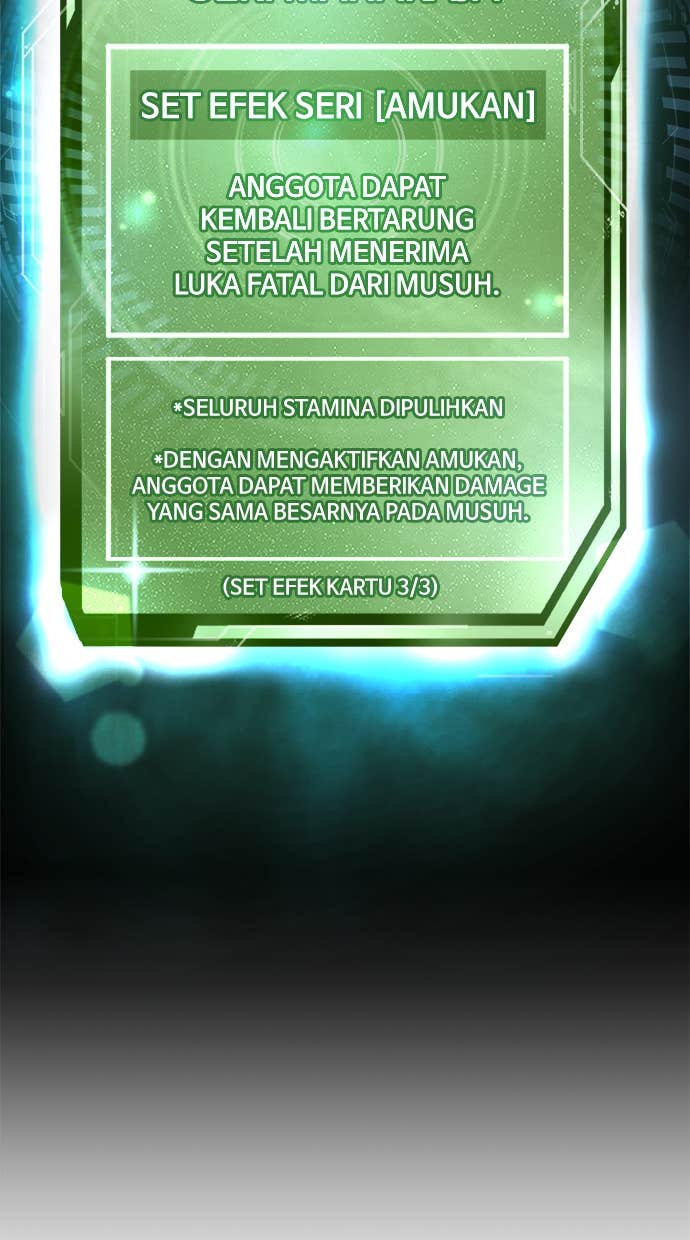 SET EFEK SERI [AMUKAN]
ANGGOTA DAPAT
KEMBALI BERTARUNG
SETELAH MENERIMA
LUKA FATAL DARI MUSUH.
*SELURUH STAMINA DIPULIHKAN
*DENGAN MENGAKTIFKAN AMUKAN,
ANGGOTA DAPAT MEMBERIKAN DAMAGE
YANG SAMA BESARNYA PADA MUSUH.
(SET EFEK KARTU 3/3)